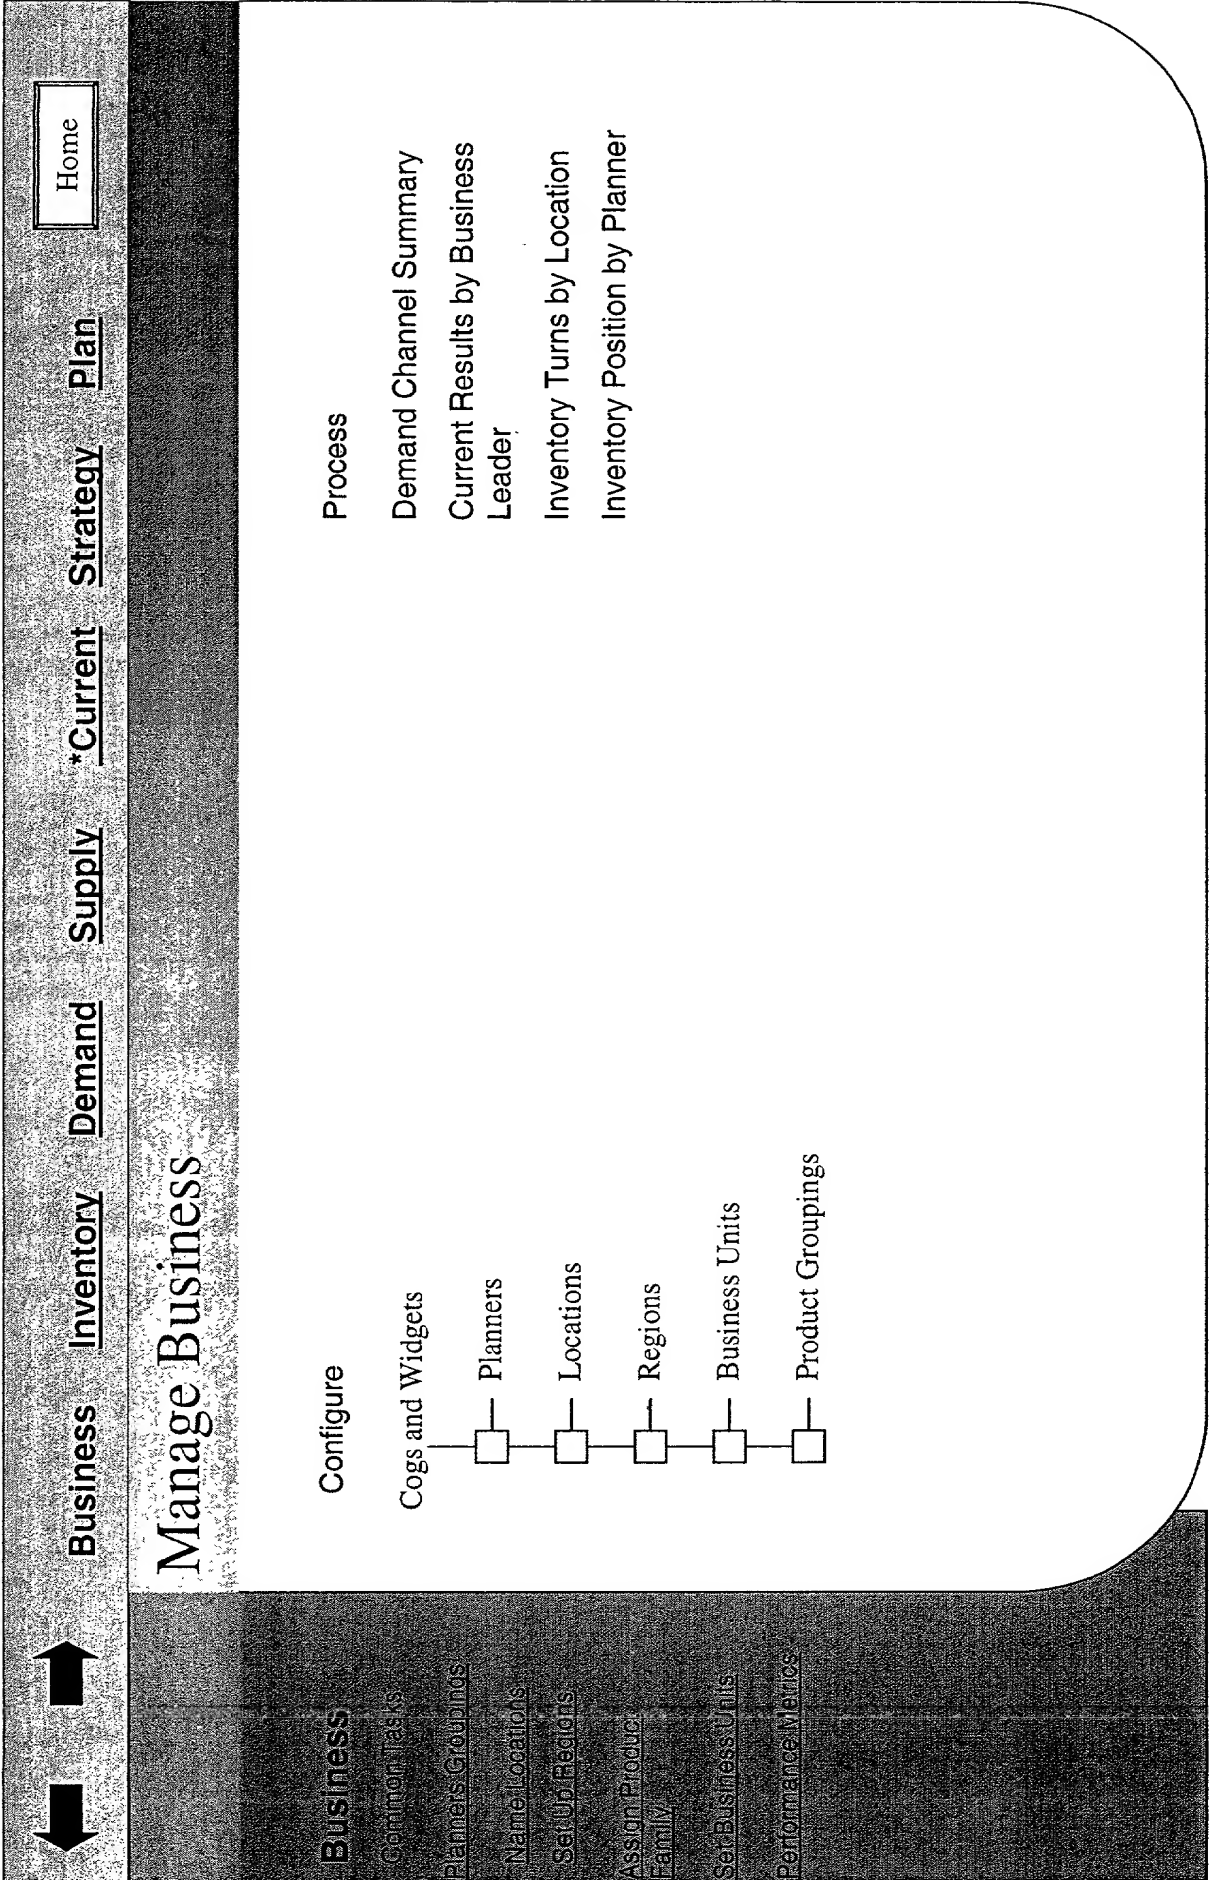 Business Inventory Demand Supply *Current Strategy Plan Home
Manage Business
Business
Common Tasks
Planners Groupings
Name Locations
Set Up Regions
Assign Product
Family
Set Business Units
Performance Metrics
Configure
Cogs and Widgets
Planners
Locations
Regions
Business Units
Product Groupings
Process
Demand Channel Summary
Current Results by Business
Leader
Inventory Turns by Location
Inventory Position by Planner